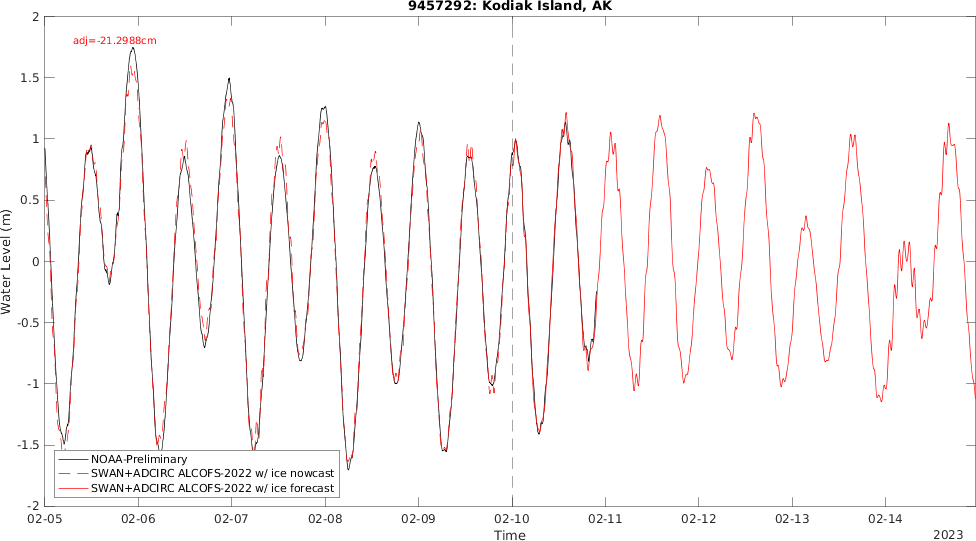 9457292: Kodiak Island, AK
adj=-21.2988cm
Water Level (m)
2
1.5
1
0.5
0
-0.5
-1
-1.5
-2
NOAA-Preliminary
SWAN+ADCIRC ALCOFS-2022 w/ ice nowcast
SWAN+ADCIRC ALCOFS-2022 w/ ice forecast
02-05 02-06 02-07 02-08 02-09 02-10 02-11 02-12 02-13 02-14
Time
2023